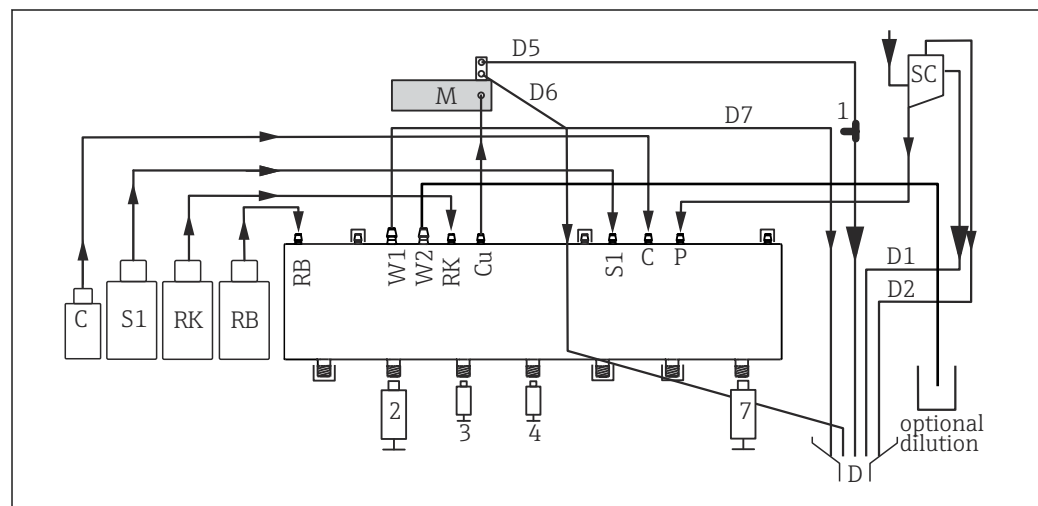 D5
SC
M
D6
1
D7
RB
W1
W2
RK
Cu
S1
C
P
D1
D2
C
S1
RK
RB
2
3
4
7
optional
dilution
D